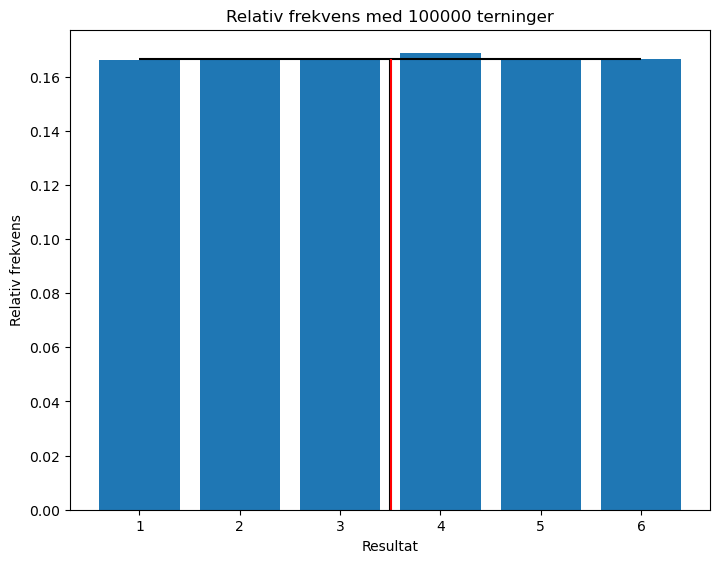 Relativ frekvens med 100000 terninger
Relativ frekvens
0.16
0.14
0.12
0.10
0.08
0.06
0.04
0.02
0.00
1 2 3 4 5 6
Resultat